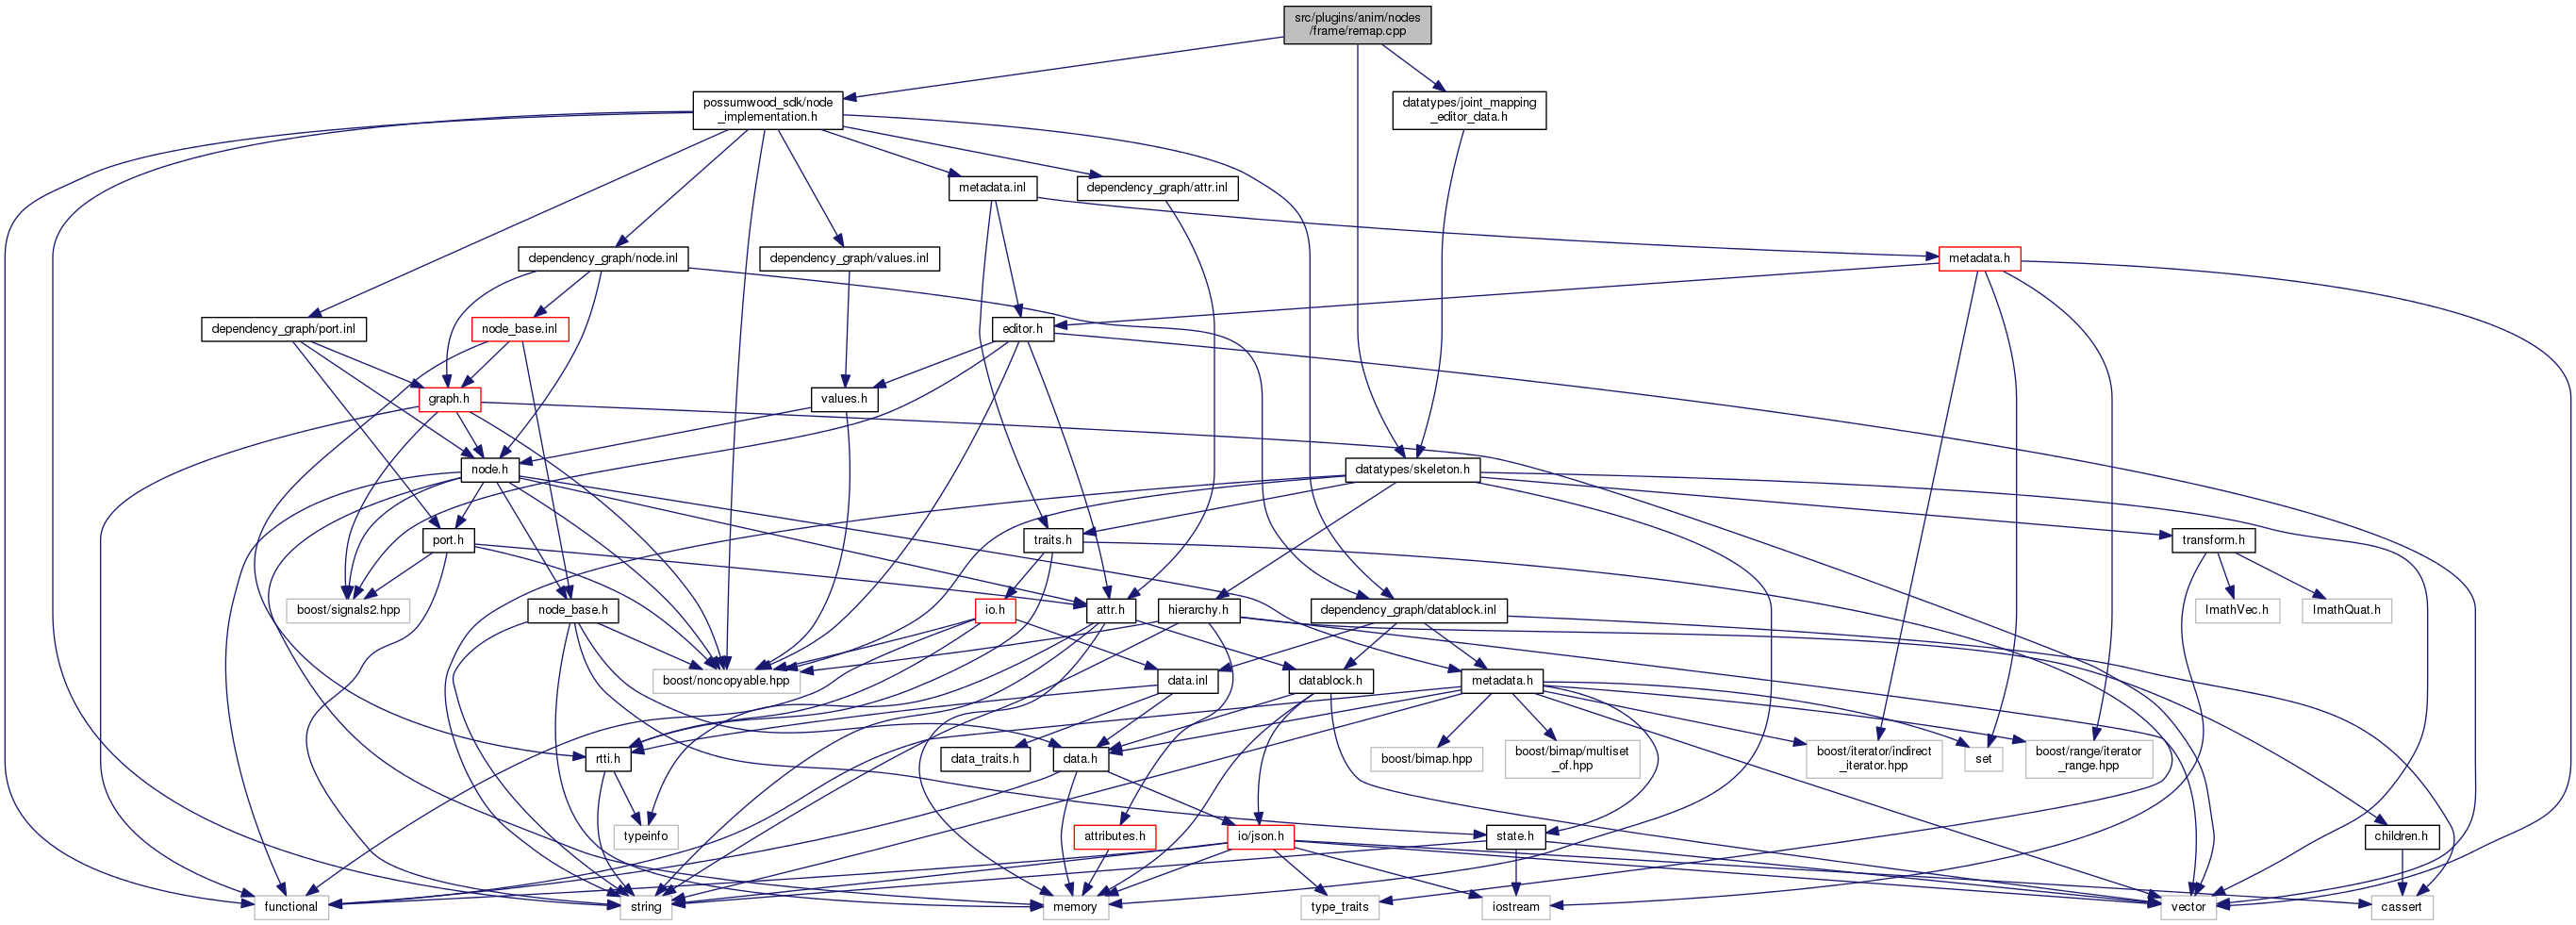 src/plugins/anim/nodes
/frame/remap.cpp
possumwood_sdk/node
_implementation.h
datatypes/joint_mapping
_editor_data.h
metadata.inl
dependency_graph/attr.inl
dependency_graph/node.inl
dependency_graph/values.inl
metadata.h
dependency_graph/port.inl
node_base.inl
editor.h
graph.h
values.h
node.h
datatypes/skeleton.h
port.h
traits.h
transform.h
boost/signals2.hpp
node_base.h
io.h
attr.h
hierarchy.h
dependency_graph/datablock.inl
ImathVec.h
ImathQuat.h
boost/noncopyable.hpp
data.inl
datablock.h
metadata.h
rtti.h
data_traits.h
data.h
boost/bimap.hpp
boost/bimap/multiset
_of.hpp
boost/iterator/indirect
_iterator.hpp
set
boost/range/iterator
_range.hpp
typeinfo
attributes.h
io/json.h
state.h
children.h
functional
string
memory
type_traits
iostream
vector
cassert